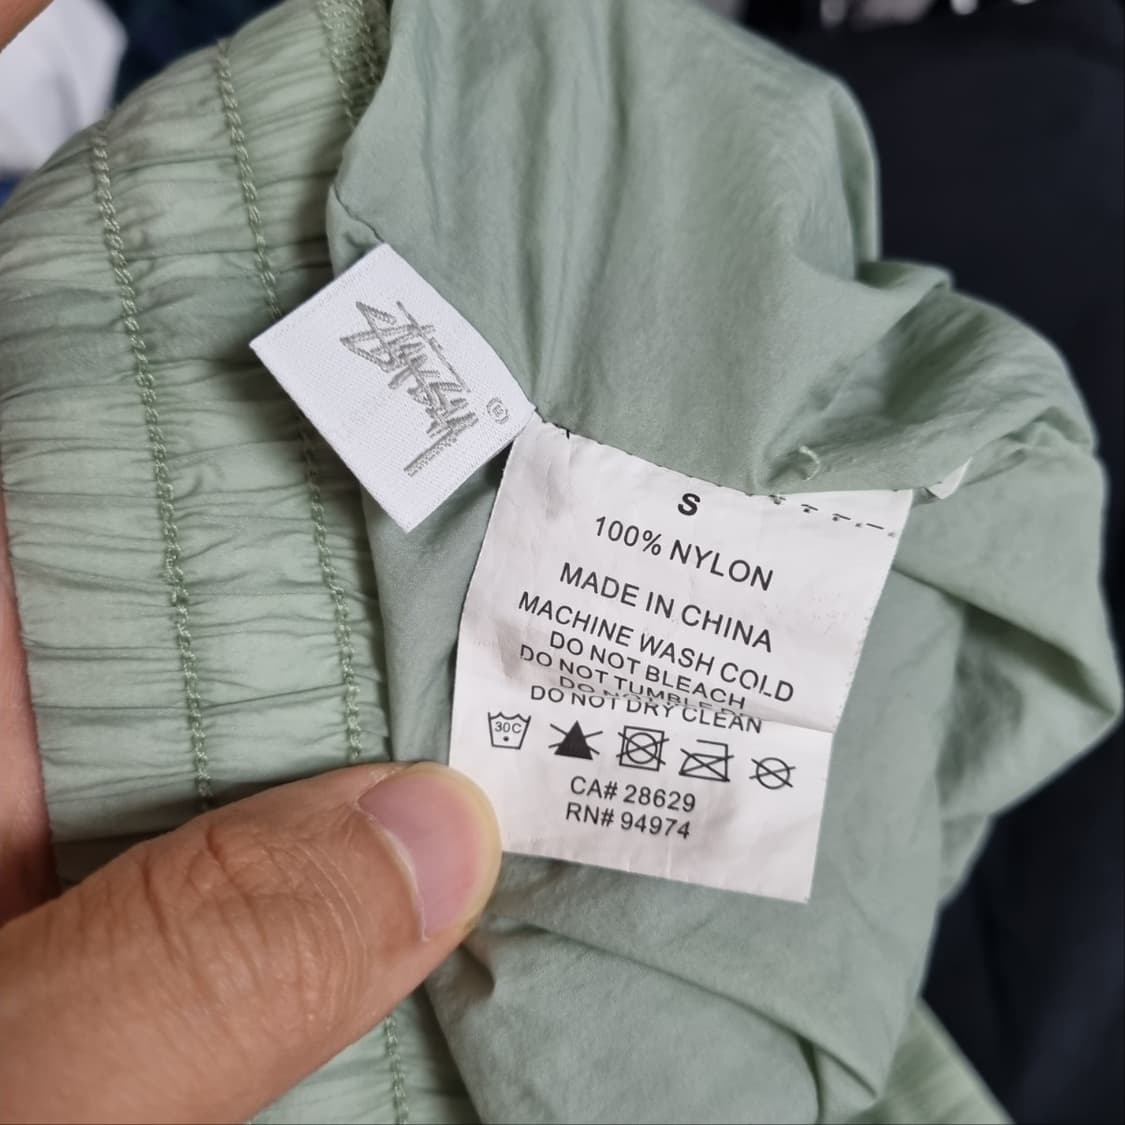 Stüssy
®
S
100% NYLON
MADE IN CHINA
MACHINE WASH COLD
DO NOT BLEACH
DO NOT TUMBLE
DO NOT DRY CLEAN
30C
CA# 28629
RN# 94974